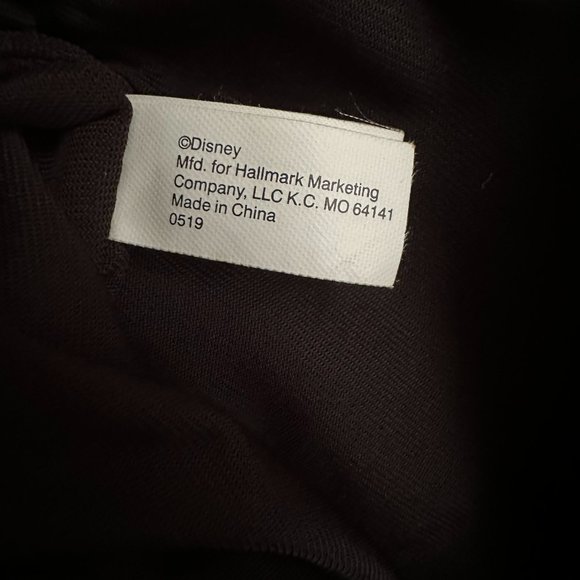 ©Disney
Mfd. for Hallmark Marketing
Company, LLC K.C. MO 64141
Made in China
0519